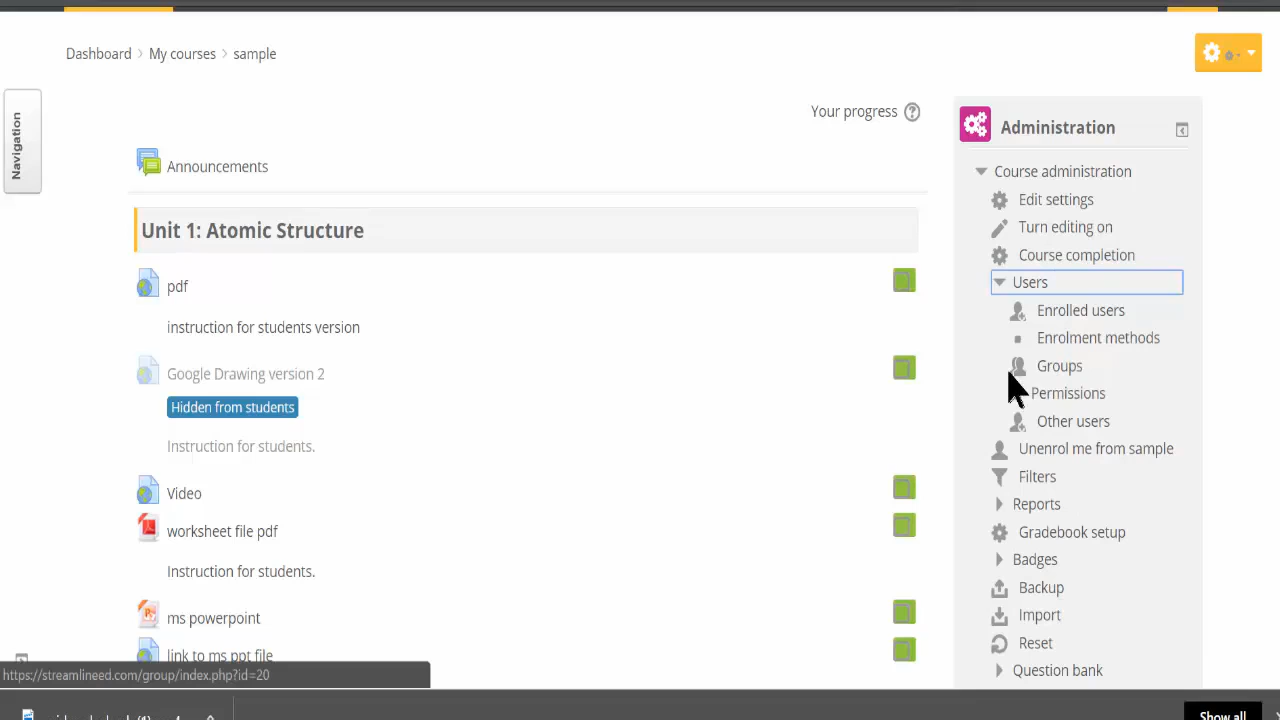 Dashboard > My courses > sample
Navigation
Your progress ?
Announcements
Unit 1: Atomic Structure
pdf
instruction for students version
Google Drawing version 2
Hidden from students
Instruction for students.
Video
worksheet file pdf
Instruction for students.
ms powerpoint
link to ms ppt file
Administration
Course administration
Edit settings
Turn editing on
Course completion
Users
Enrolled users
Enrolment methods
Groups
Permissions
Other users
Unenrol me from sample
Filters
Reports
Gradebook setup
Badges
Backup
Import
Reset
Question bank
https://streamlineed.com/group/index.php?id=20
Show all